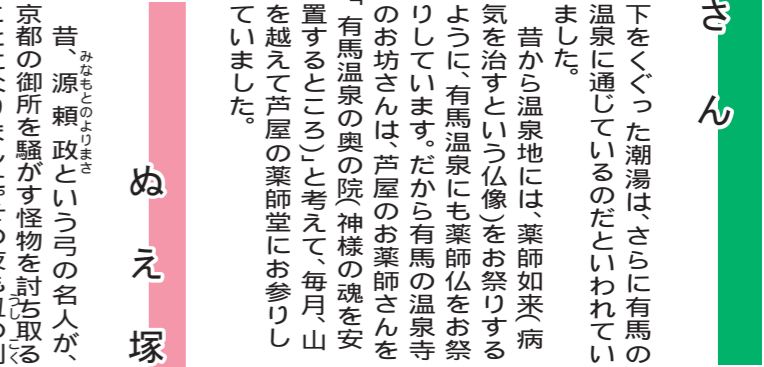 さん
下をくぐった潮湯は、さらに有馬の
温泉に通じているのだといわれてい
ました。
昔から温泉地には、薬師如来(病
気を治すという仏像)をお祭りする
ように、有馬温泉にも薬師仏をお祭
りしています。だから有馬の温泉寺
のお坊さんは、芦屋のお薬師さんを
「有馬温泉の奥の院(神様の魂を安
置するところ)」と考えて、毎月、山
を越えて芦屋の薬師堂にお参りし
ていました。
ぬえ塚
昔、源頼政という弓の名人が、
みなもとのよりまさ
京都の御所を騒がす怪物を討ち取る